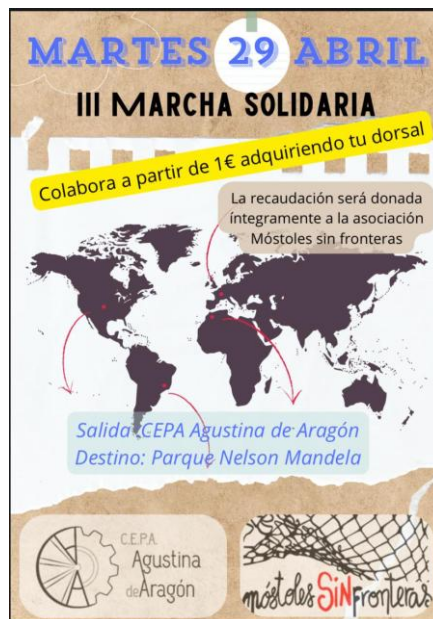 MARTES 29 ABRIL
III MARCHA SOLIDARIA
Colabora a partir de 1€ adquiriendo tu dorsal
La recaudación será donada
íntegramente a la asociación
Móstoles sin fronteras
Salida: CEPA Agustina de Aragón
Destino: Parque Nelson Mandela
C.E.P.A.
Agustina
de Aragón
móstoles SiN Fronteras